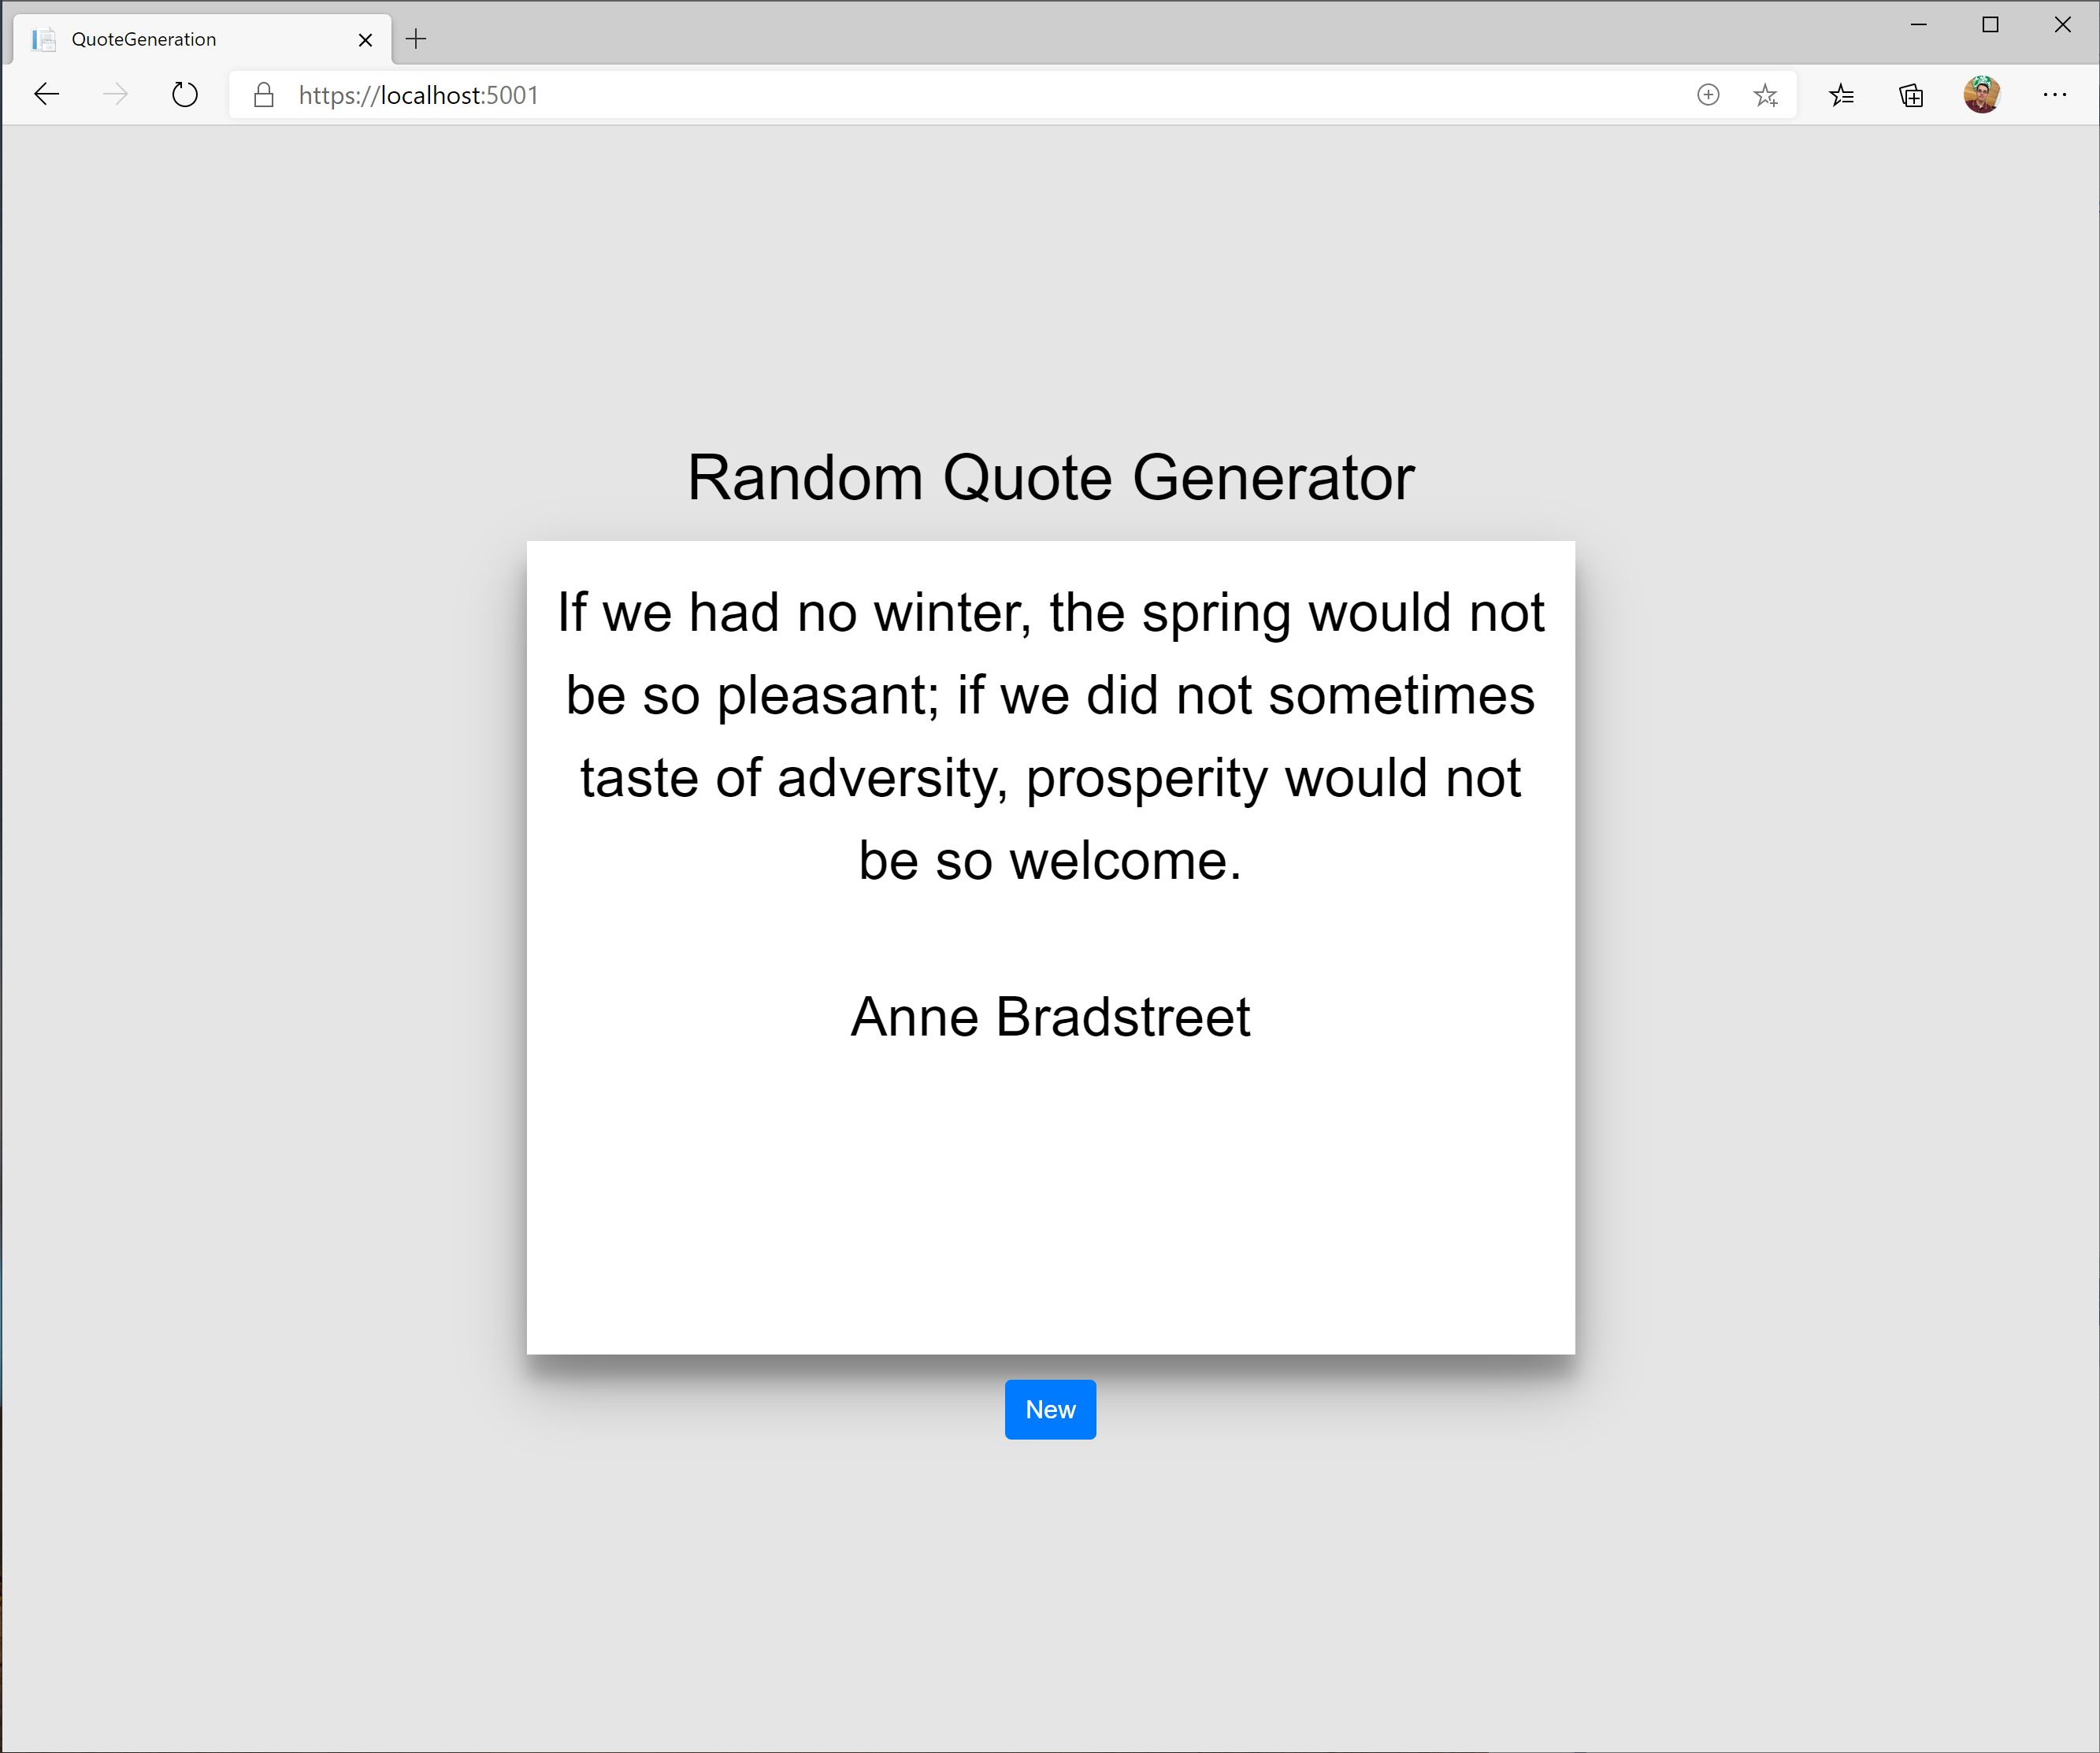 QuoteGeneration
https://localhost:5001
Random Quote Generator
If we had no winter, the spring would not
be so pleasant; if we did not sometimes
taste of adversity, prosperity would not
be so welcome.
Anne Bradstreet
New